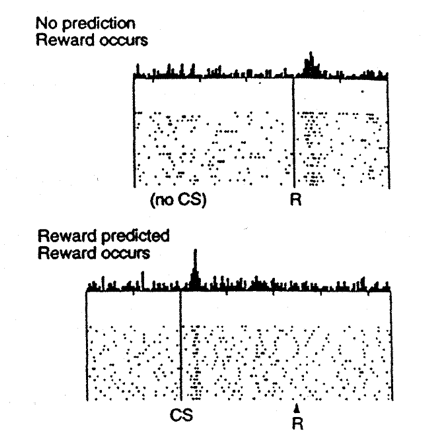 No prediction
Reward occurs
(no CS)
R
Reward predicted
Reward occurs
CS
R